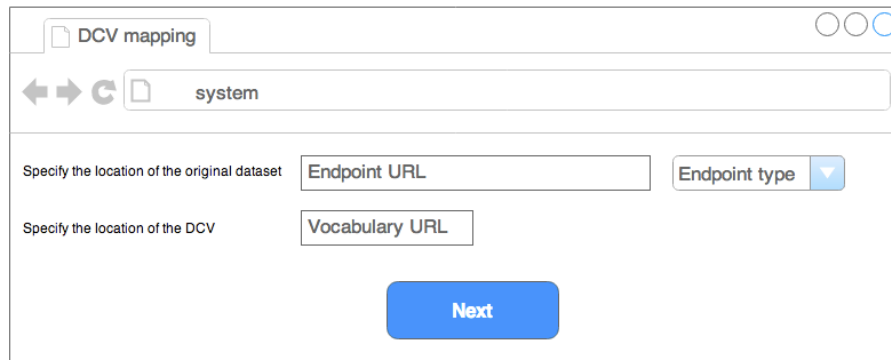 DCV mapping
system
Specify the location of the original dataset Endpoint URL Endpoint type
Specify the location of the DCV Vocabulary URL
Next